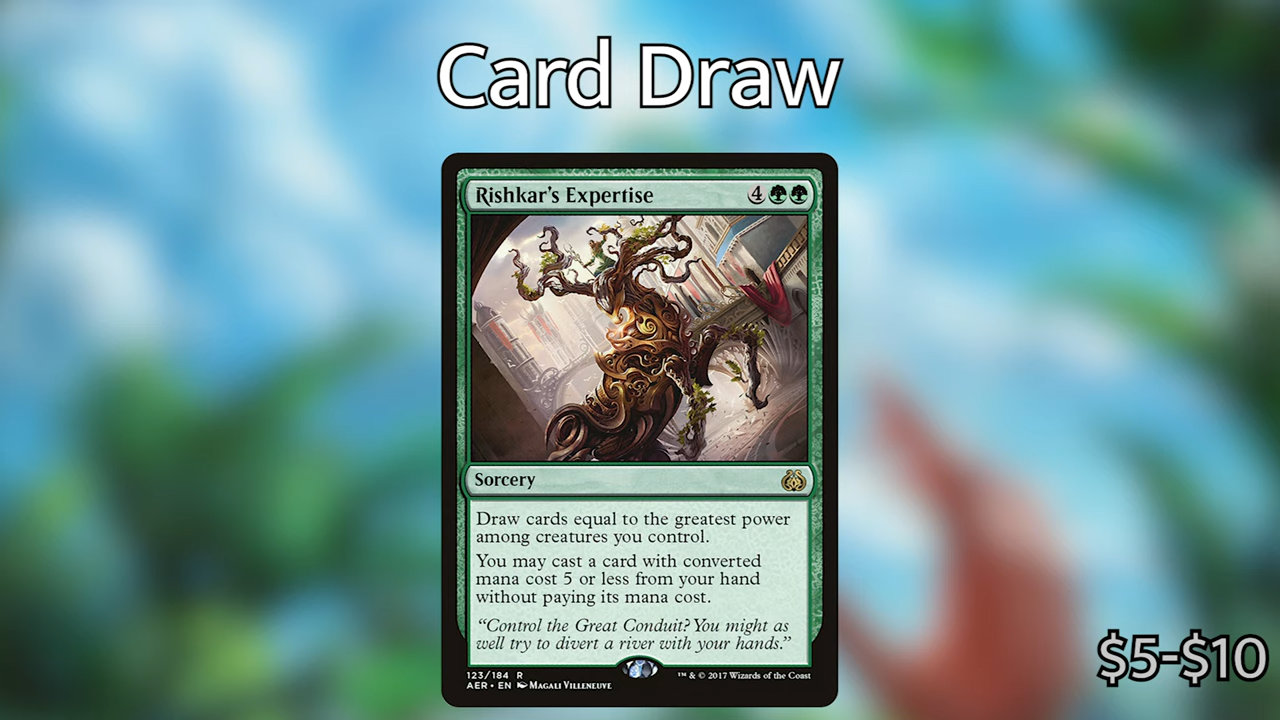 Card Draw
Rishkar's Expertise 4
Sorcery
Draw cards equal to the greatest power
among creatures you control.
You may cast a card with converted
mana cost 5 or less from your hand
without paying its mana cost.
"Control the Great Conduit? You might as
well try to divert a river with your hands."
123/184 R
AER • EN MAGALI VILLENEUVE
™ & © 2017 Wizards of the Coast
$5-$10